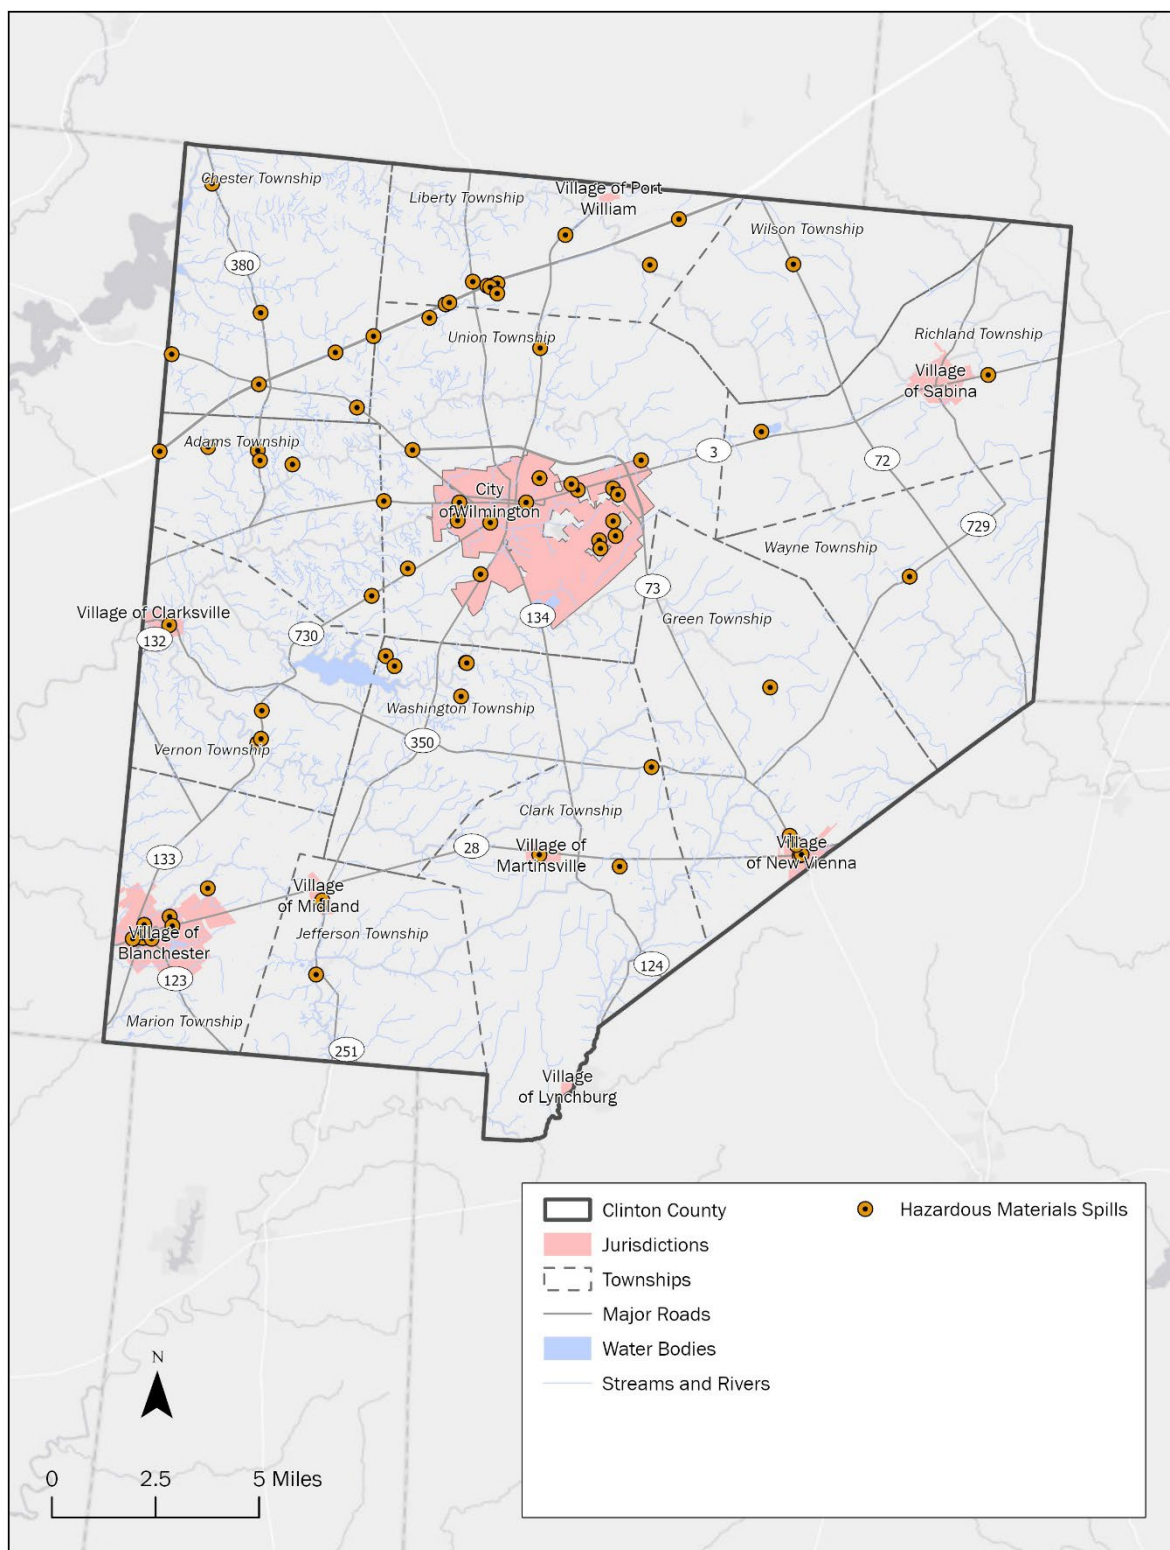 Chester Township
Liberty Township
Village of Port
William
Wilson Township
380
Richland Township
Union Township
Village
of Sabina
Adams Township
3
72
City
of Wilmington
729
Wayne Township
73
Village of Clarksville
134
Green Township
132
730
Washington Township
350
Vernon Township
Clark Township
28
Village of
Martinsville
Village
of New Vienna
133
Village
of Midland
Village of
Blanchester
Jefferson Township
124
123
Marion Township
251
Village
of Lynchburg
Clinton County
Hazardous Materials Spills
Jurisdictions
Townships
Major Roads
Water Bodies
Streams and Rivers
N
0 2.5 5 Miles